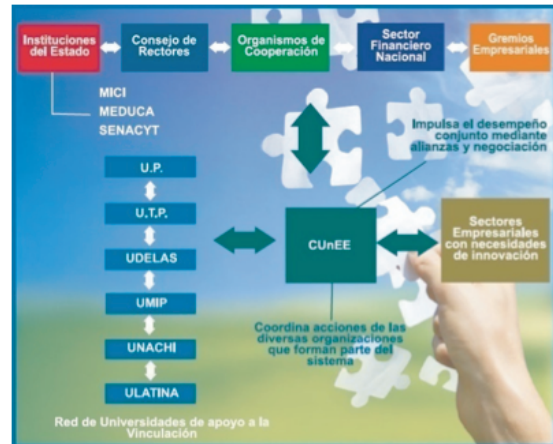 Instituciones
del Estado
Consejo de
Rectores
Organismos de
Cooperación
Sector
Financiero
Nacional
Gremios
Empresariales
MICI
MEDUCA
SENACYT
Impulsa el desempeño
conjunto mediante
alianzas y negociación
U.P.
U.T.P.
UDELAS
UMIP
UNACHI
ULATINA
CUnEE
Sectores
Empresariales
con necesidades
de innovación
Coordina acciones de las
diversas organizaciones
que forman parte del
sistema
Red de Universidades de apoyo a la
Vinculación